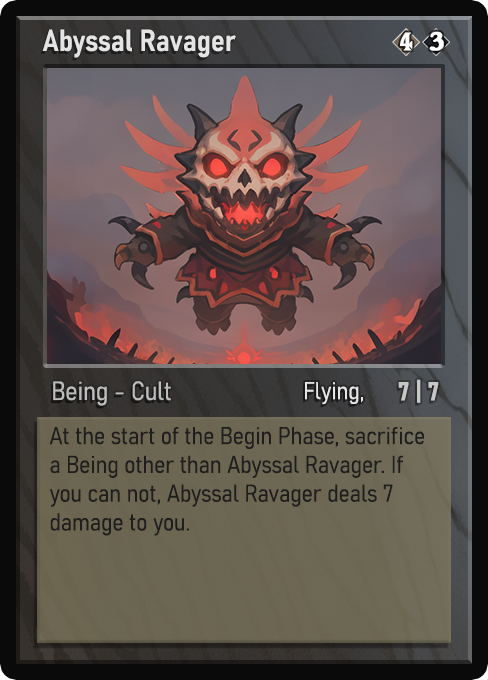 Abyssal Ravager 4 3
Being - Cult Flying, 7 | 7
At the start of the Begin Phase, sacrifice
a Being other than Abyssal Ravager. If
you can not, Abyssal Ravager deals 7
damage to you.